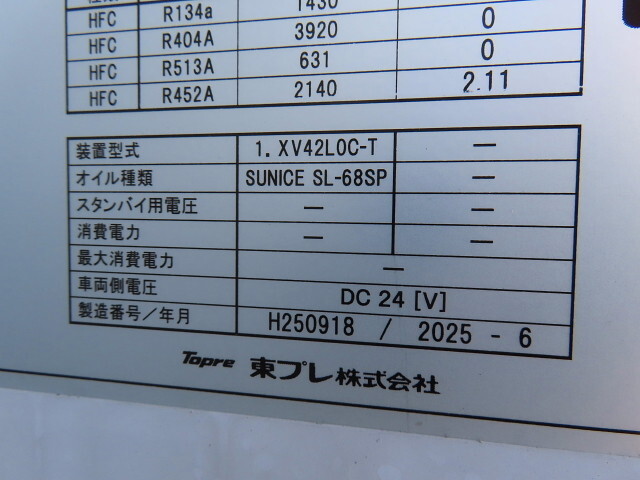 1430
HFC R134a 0
HFC R404A 3920 0
HFC R513A 631 2.11
HFC R452A 2140
装置型式 1. XV42L0C-T —
オイル種類 SUNICE SL-68SP —
スタンバイ用電圧 — —
消費電力 — —
最大消費電力 —
車両側電圧 DC 24 [V]
製造番号／年月 H250918 / 2025 - 6
Topre 東プレ株式会社